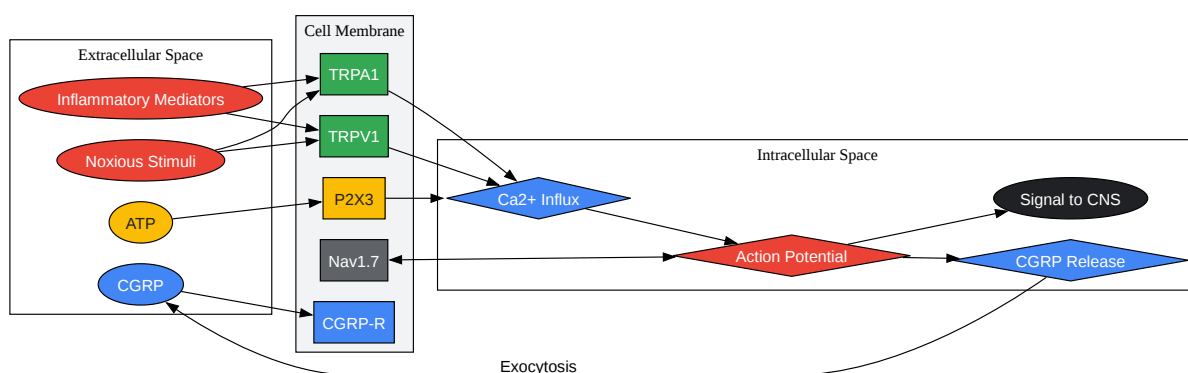 Cell Membrane
Extracellular Space
TRPA1
Inflammatory Mediators
TRPV1
Noxious Stimuli
Intracellular Space
P2X3
Ca2+ Influx
Signal to CNS
ATP
Nav1.7
Action Potential
CGRP Release
CGRP
CGRP-R
Exocytosis